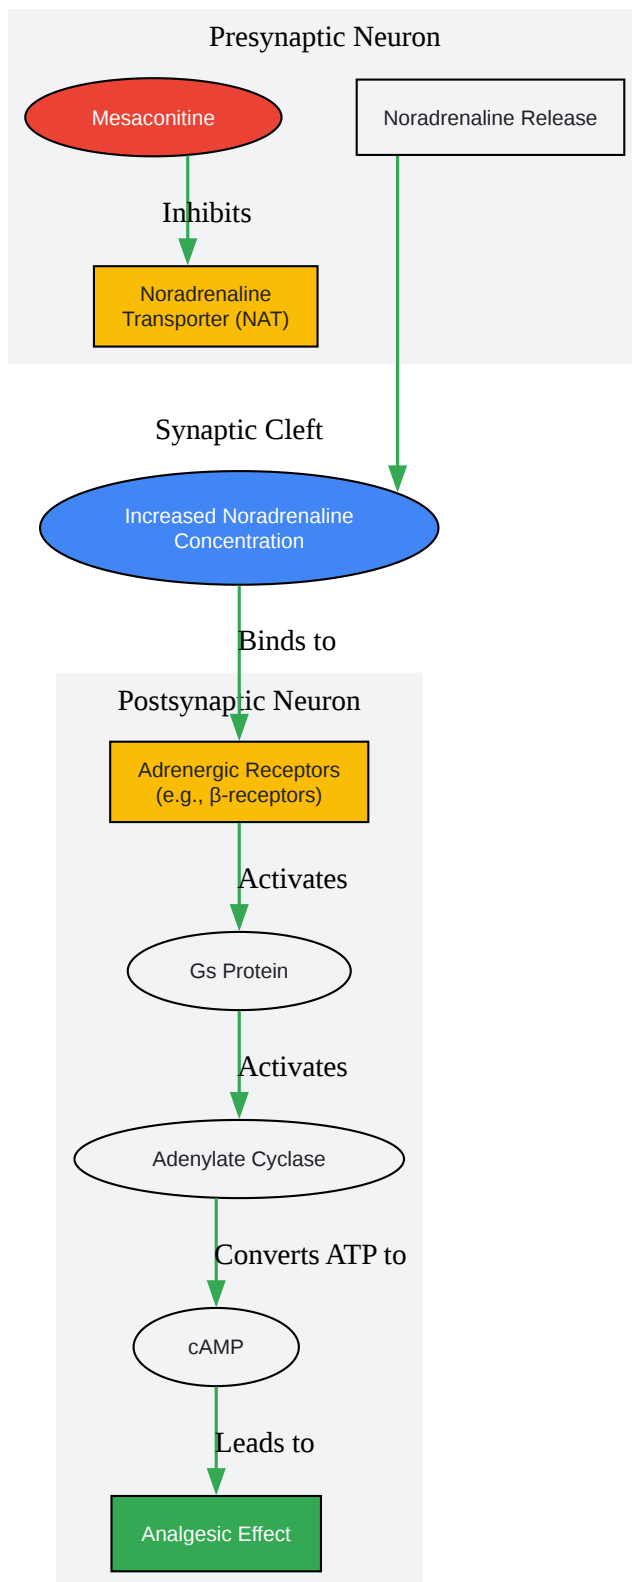 Presynaptic Neuron
Mesaconitine
Noradrenaline Release
Inhibits
Noradrenaline
Transporter (NAT)
Synaptic Cleft
Increased Noradrenaline
Concentration
Binds to
Postsynaptic Neuron
Adrenergic Receptors
(e.g., β-receptors)
Activates
Gs Protein
Activates
Adenylate Cyclase
Converts ATP to
cAMP
Leads to
Analgesic Effect